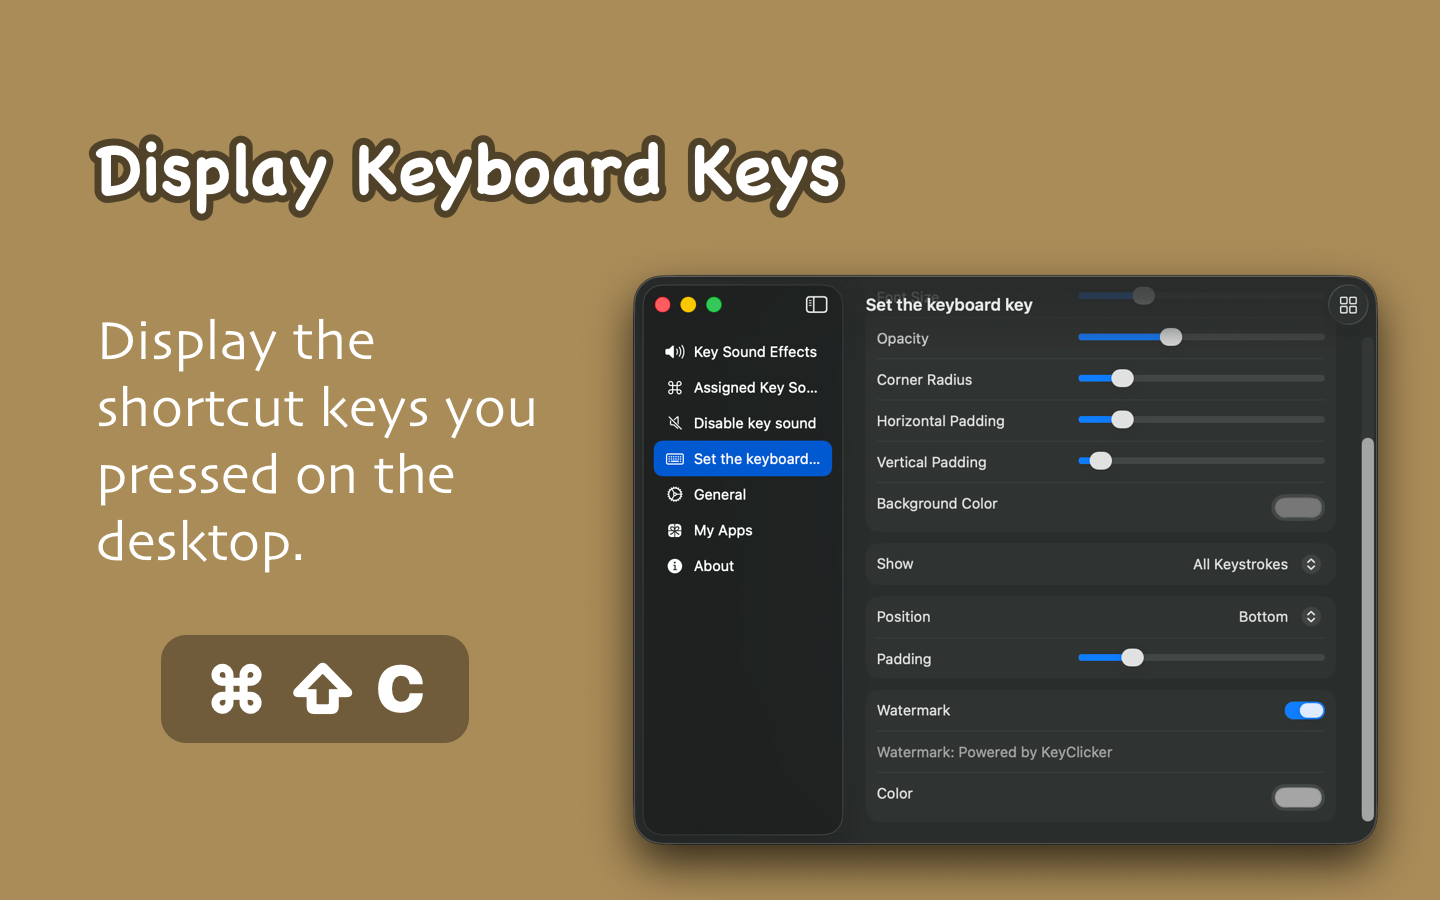 Display Keyboard Keys
Display the
shortcut keys you
pressed on the
desktop.
⌘ ⇧ C
Key Sound Effects
Assigned Key So...
Disable key sound
Set the keyboard...
General
My Apps
About
Font Size
Set the keyboard key
Opacity
Corner Radius
Horizontal Padding
Vertical Padding
Background Color
Show All Keystrokes
Position Bottom
Padding
Watermark
Watermark: Powered by KeyClicker
Color